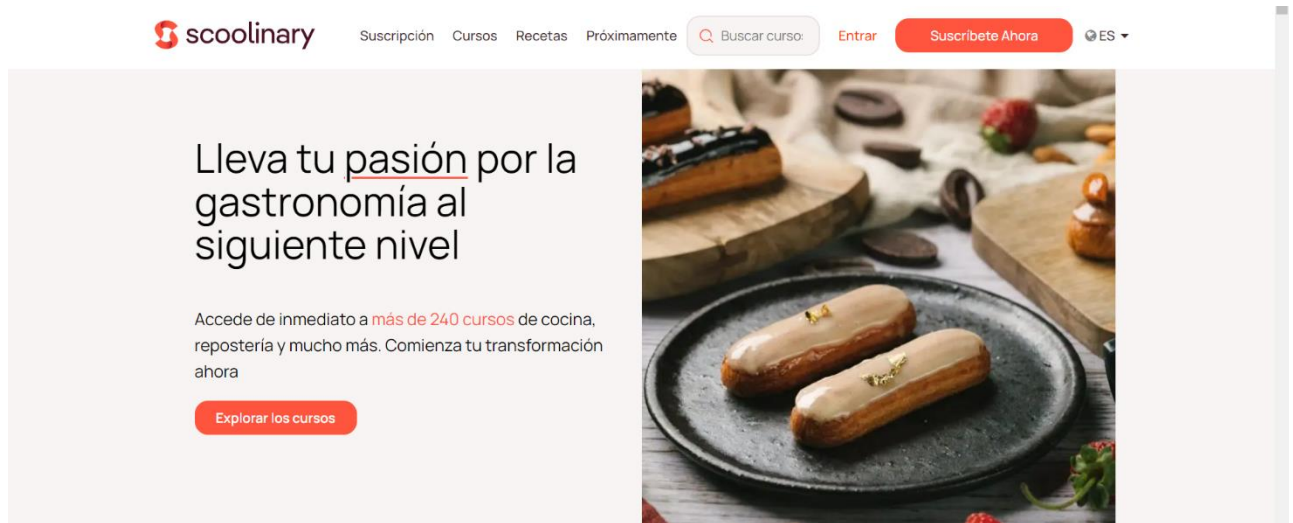 scoolinary
Suscripción
Cursos
Recetas
Próximamente
Buscar curso
Entrar
Suscríbete Ahora
ES
Lleva tu pasión por la
gastronomía al
siguiente nivel
Accede de inmediato a más de 240 cursos de cocina,
repostería y mucho más. Comienza tu transformación
ahora
Explorar los cursos